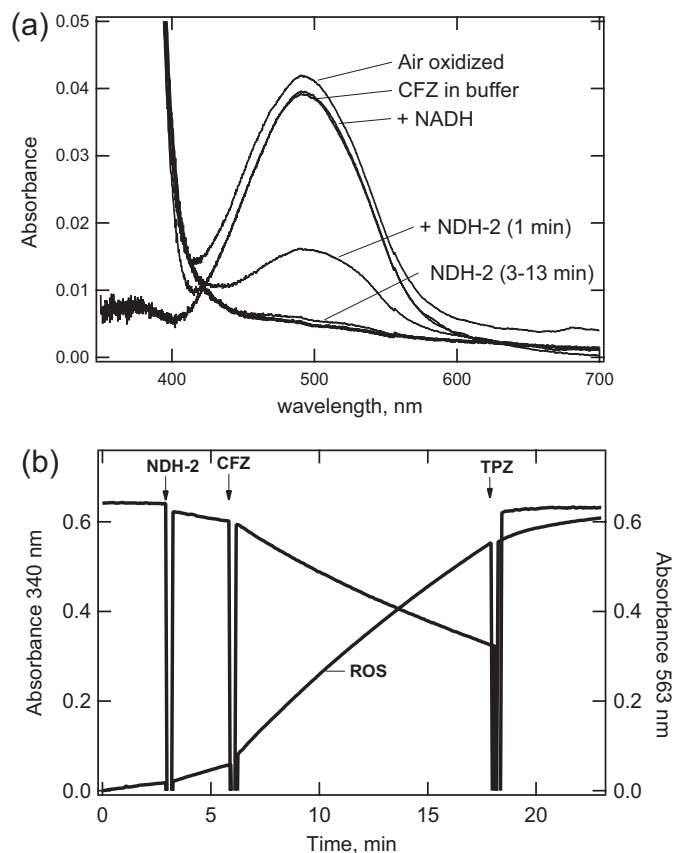 (a)
0.05
0.04
0.03
0.02
0.01
0.00
Absorbance
Air oxidized
CFZ in buffer
+ NADH
+ NDH-2 (1 min)
NDH-2 (3-13 min)
400
500
600
700
wavelength, nm
(b)
NDH-2
CFZ
TPZ
0.6
0.4
0.2
0.0
Absorbance 340 nm
ROS
0.6
0.4
0.2
0.0
Absorbance 563 nm
0
5
10
15
20
Time, min